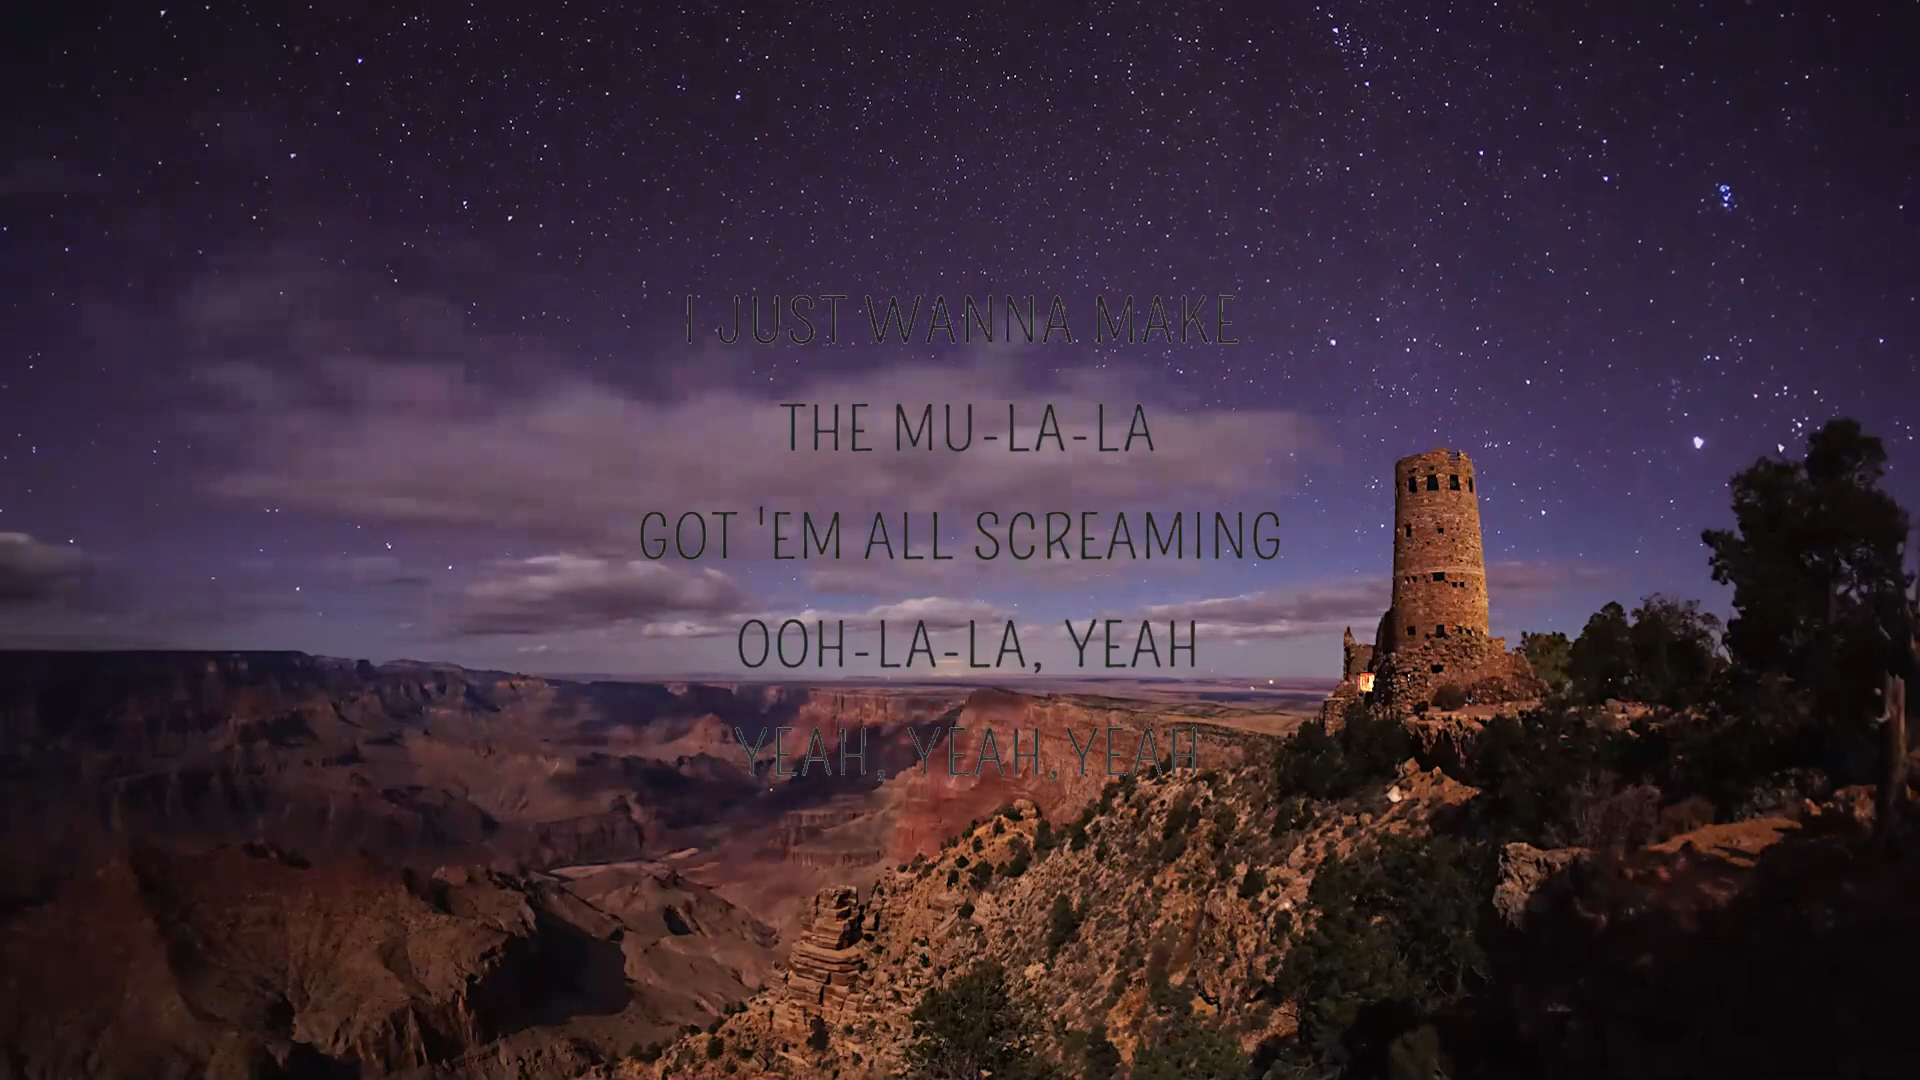 I JUST WANNA MAKE
THE MU-LA-LA
GOT 'EM ALL SCREAMING
OOH-LA-LA, YEAH
YEAH, YEAH,YEAH